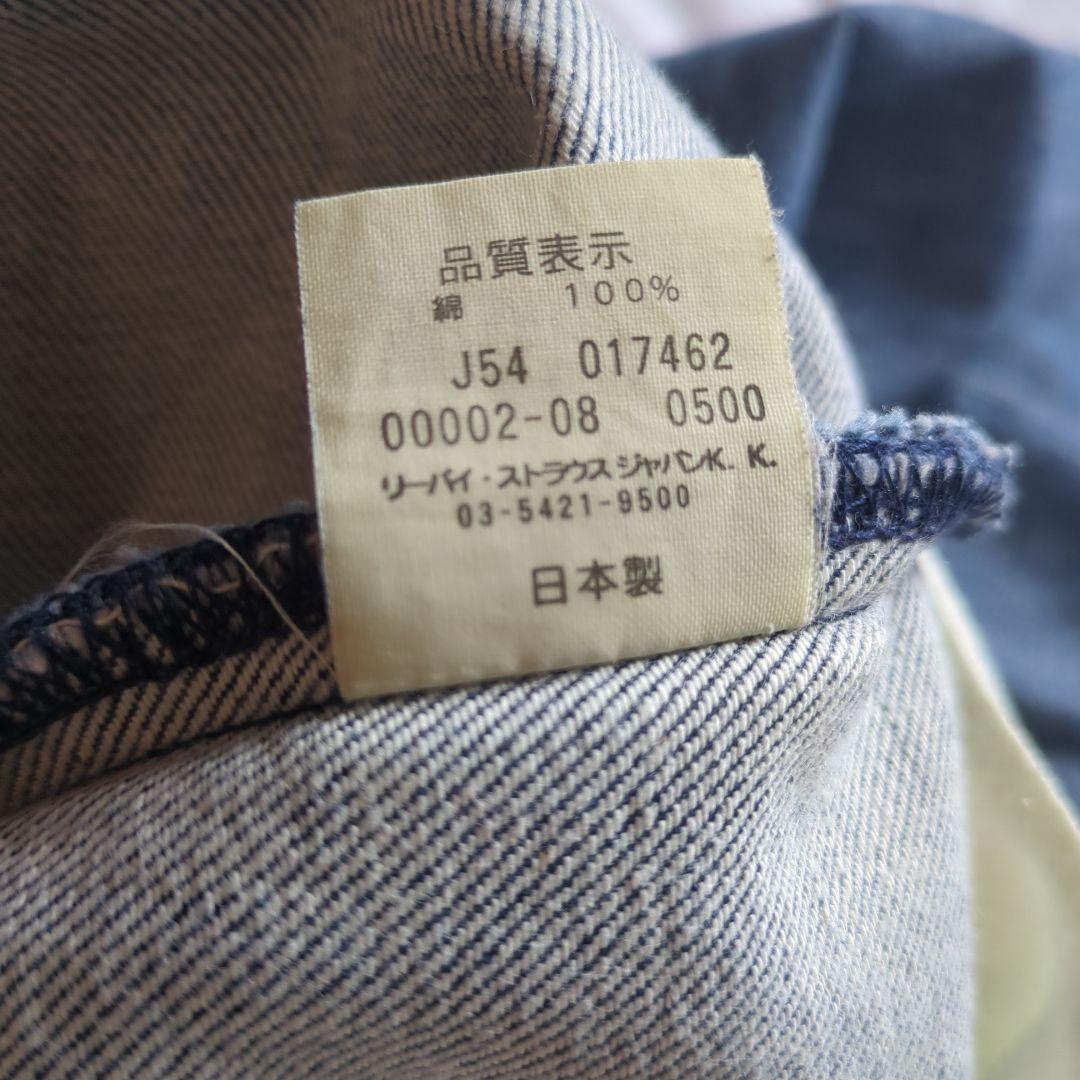 品質表示
綿 100%
J54 017462
00002-08 0500
リーバイ・ストラウスジャパンK. K.
03-5421-9500
日本製